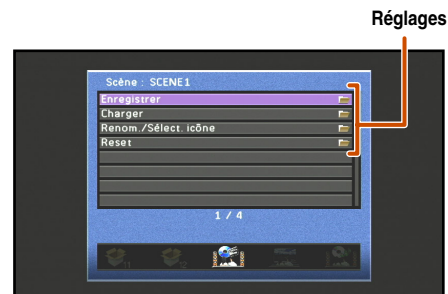 Réglages
Scène : SCENE1
Enregistrer
Charger
Renom./Sélect. icône
Reset
1 / 4